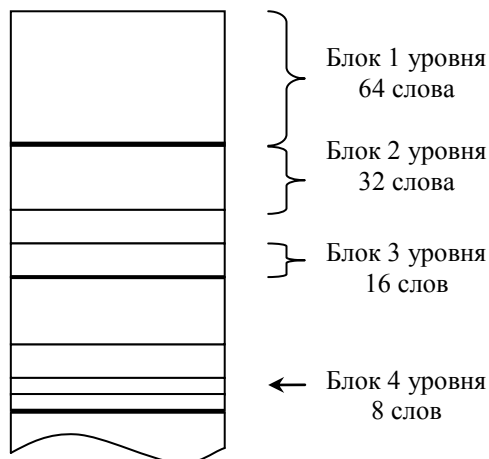 Блок 1 уровня
64 слова
Блок 2 уровня
32 слова
Блок 3 уровня
16 слов
Блок 4 уровня
8 слов